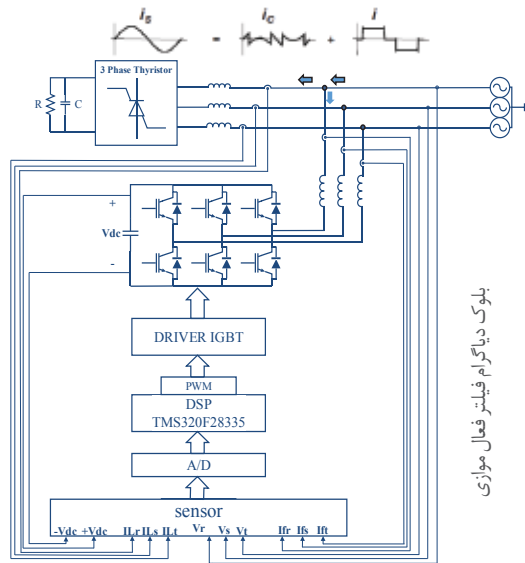 is = ic + i
3 Phase Thyristor
R
C
+
Vdc
-
DRIVER IGBT
PWM
DSP
TMS320F28335
A/D
sensor
-Vdc +Vdc ILr ILs ILt Vr Vs Vt Ifr Ifs Ift
بلوک دیاگرام فیلتر فعال موازی